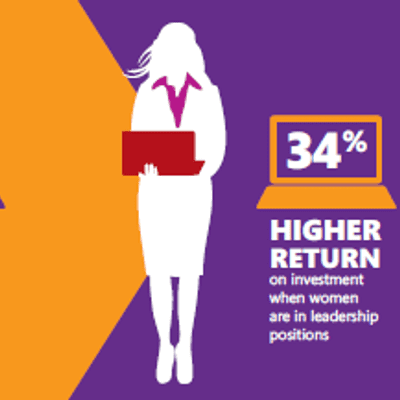 34%
HIGHER
RETURN
on investment
when women
are in leadership
positions